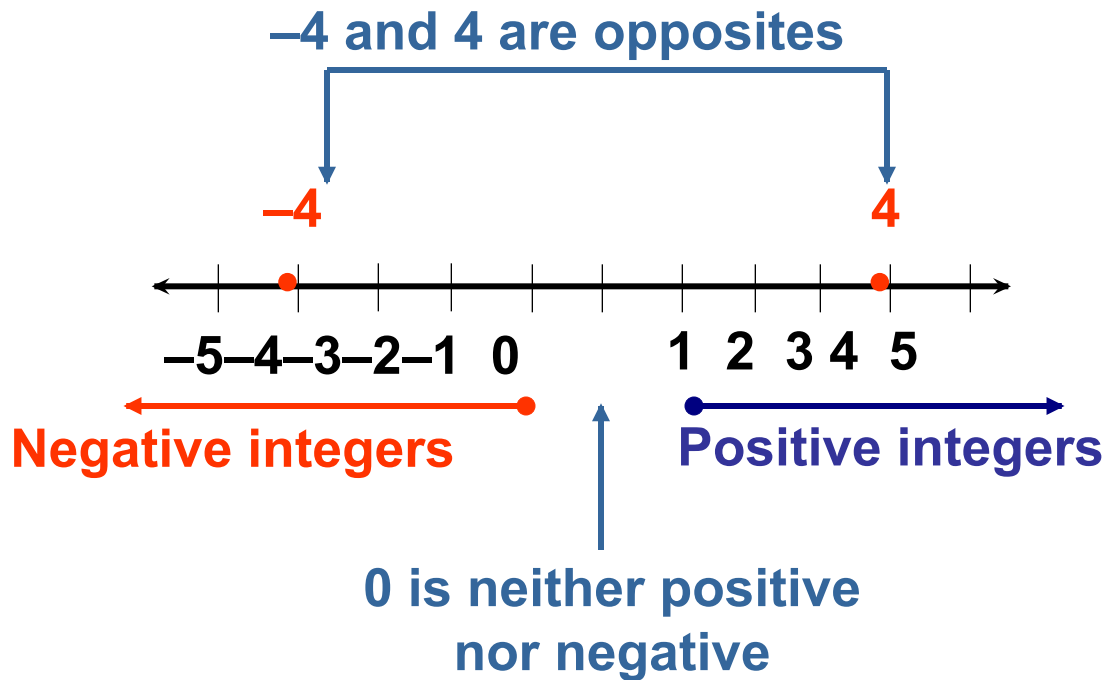 –4 and 4 are opposites
–4 4
–5–4–3–2–1 0 1 2 3 4 5
Negative integers Positive integers
0 is neither positive
nor negative